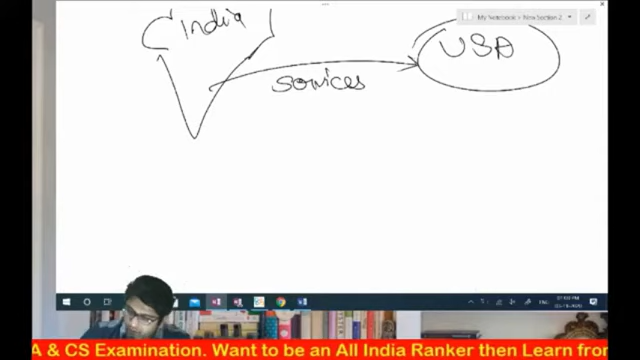 India
My Notebook > New Section 2
USA
Services
ENG
A & CS Examination. Want to be an All India Ranker then Learn from